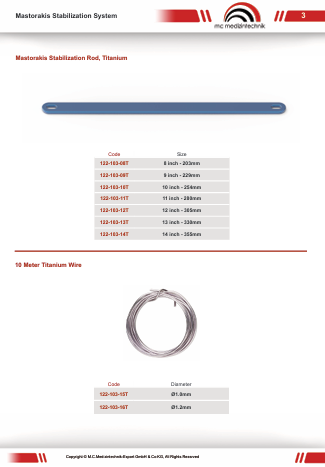 Mastorakis Stabilization System
mc medizintechnik
3
Mastorakis Stabilization Rod, Titanium
Code Size
122-103-08T 8 inch - 203mm
122-103-09T 9 inch - 229mm
122-103-10T 10 inch - 254mm
122-103-11T 11 inch - 280mm
122-103-12T 12 inch - 305mm
122-103-13T 13 inch - 330mm
122-103-14T 14 inch - 355mm
10 Meter Titanium Wire
Code Diameter
122-103-15T Ø1.0mm
122-103-16T Ø1.2mm
Copyright © M.C.Medizintechnik-Export GmbH & Co KG, All Rights Reserved